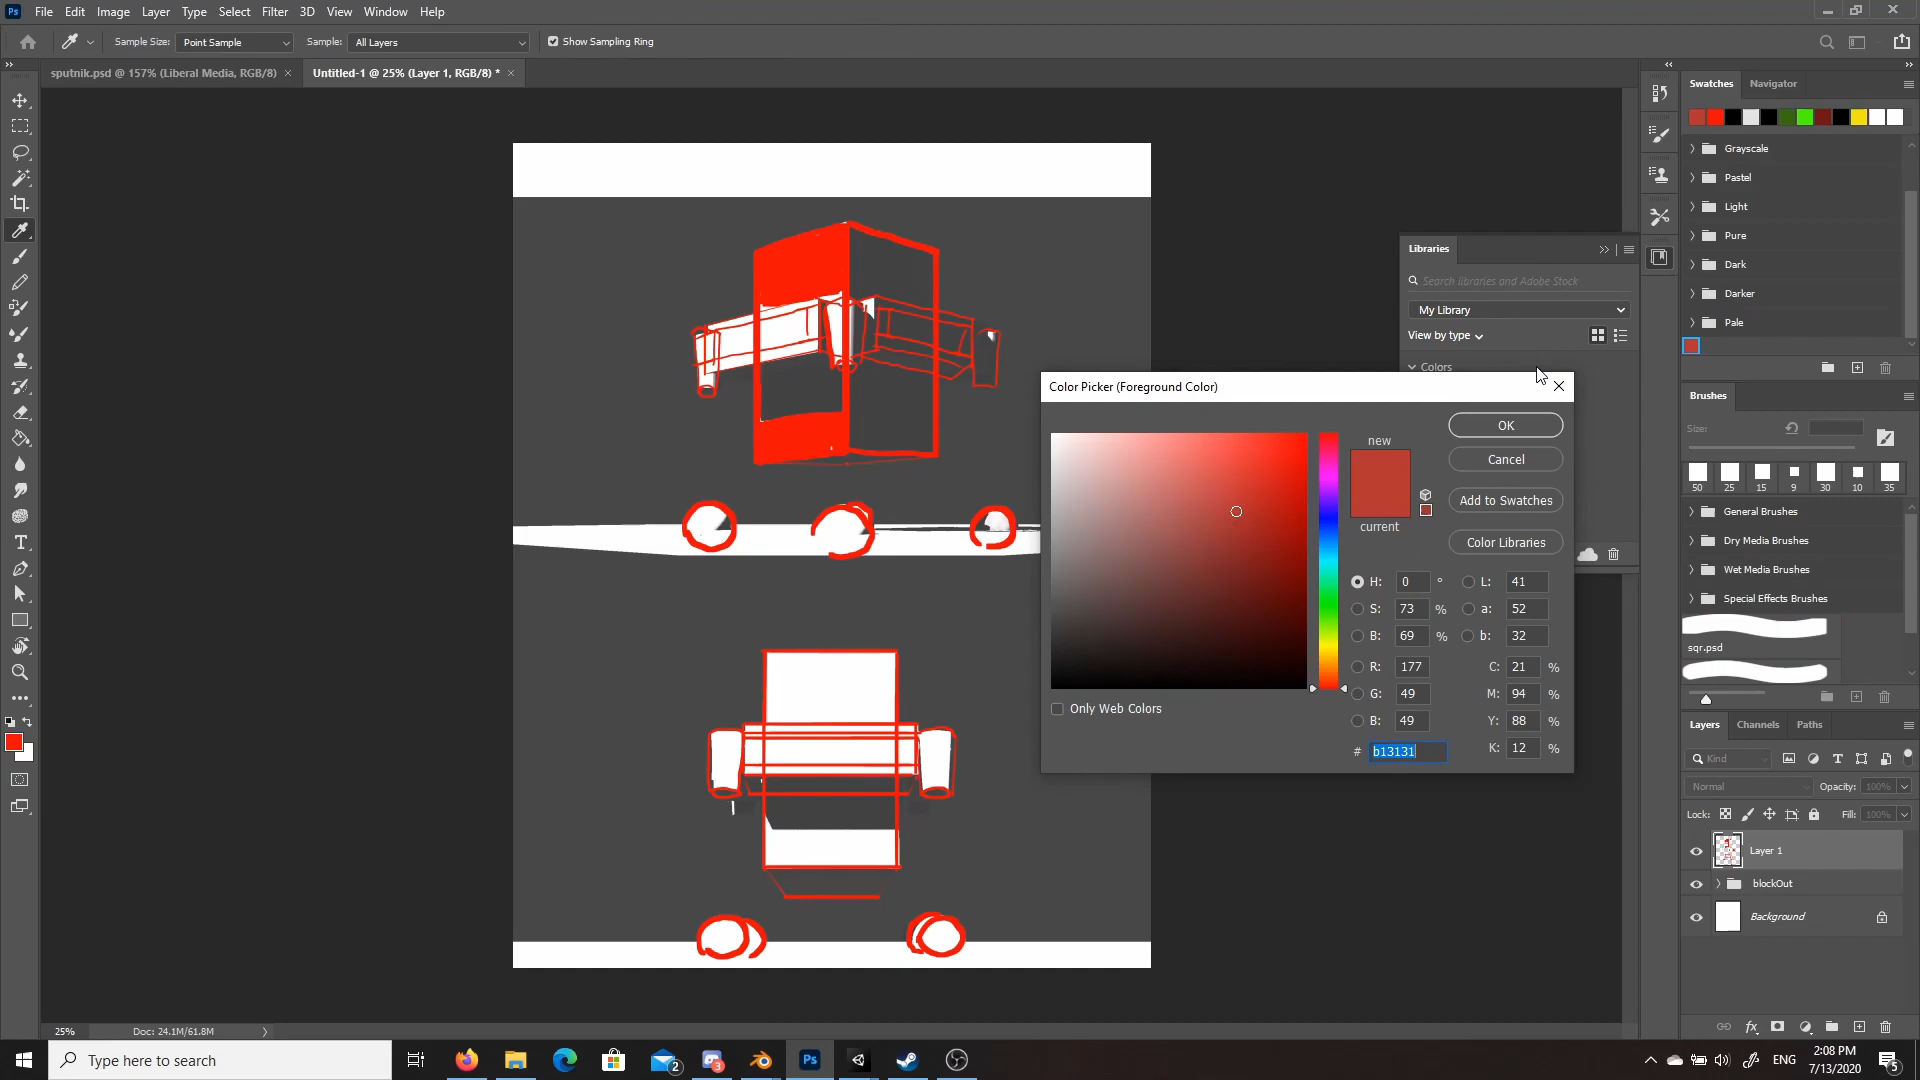 Ps File Edit Image Layer Type Select Filter 3D View Window Help
Sample Size: Point Sample Sample: All Layers Show Sampling Ring
sputnik.psd @ 157% (Liberal Media, RGB/8) × Untitled-1 @ 25% (Layer 1, RGB/8) * ×
Swatches Navigator
Grayscale
Pastel
Light
Pure
Dark
Darker
Pale
Libraries
Search libraries and Adobe Stock
My Library
View by type
Colors
Color Picker (Foreground Color)
new
current
OK
Cancel
Add to Swatches
Color Libraries
H: 0 ° L: 41
S: 73 % a: 52
B: 69 % b: 32
R: 177 C: 21 %
G: 49 M: 94 %
B: 49 Y: 88 %
# b13131 K: 12 %
Only Web Colors
Brushes
Size:
50 25 15 9 30 10 35
General Brushes
Dry Media Brushes
Wet Media Brushes
Special Effects Brushes
sqr.psd
Layers Channels Paths
Kind
Normal Opacity: 100%
Lock: Fill: 100%
Layer 1
blockOut
Background
25% Doc: 24.1M/61.8M
Type here to search
2
3
Ps
ENG
2:08 PM
7/13/2020
5